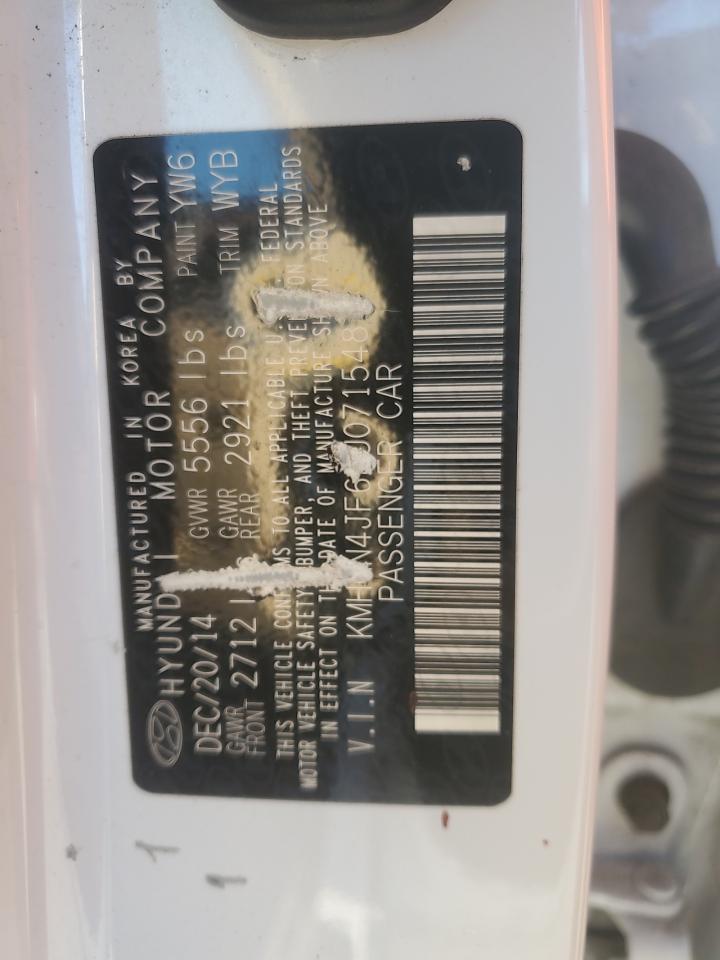 MANUFACTURED IN KOREA BY
HYUNDAI MOTOR COMPANY
DEC/20/14 GVWR 5556 lbs PAINT YW6
GAWR FRONT 2712 GAWR REAR 2921 lbs TRIM WYB
THIS VEHICLE TO ALL APPLICABLE FEDERAL
MOTOR VEHICLE SAFETY BUMPER, AND THEFT STANDARDS
IN EFFECT ON DATE OF MANUFACTURE ABOVE
V.I.N
PASSENGER CAR